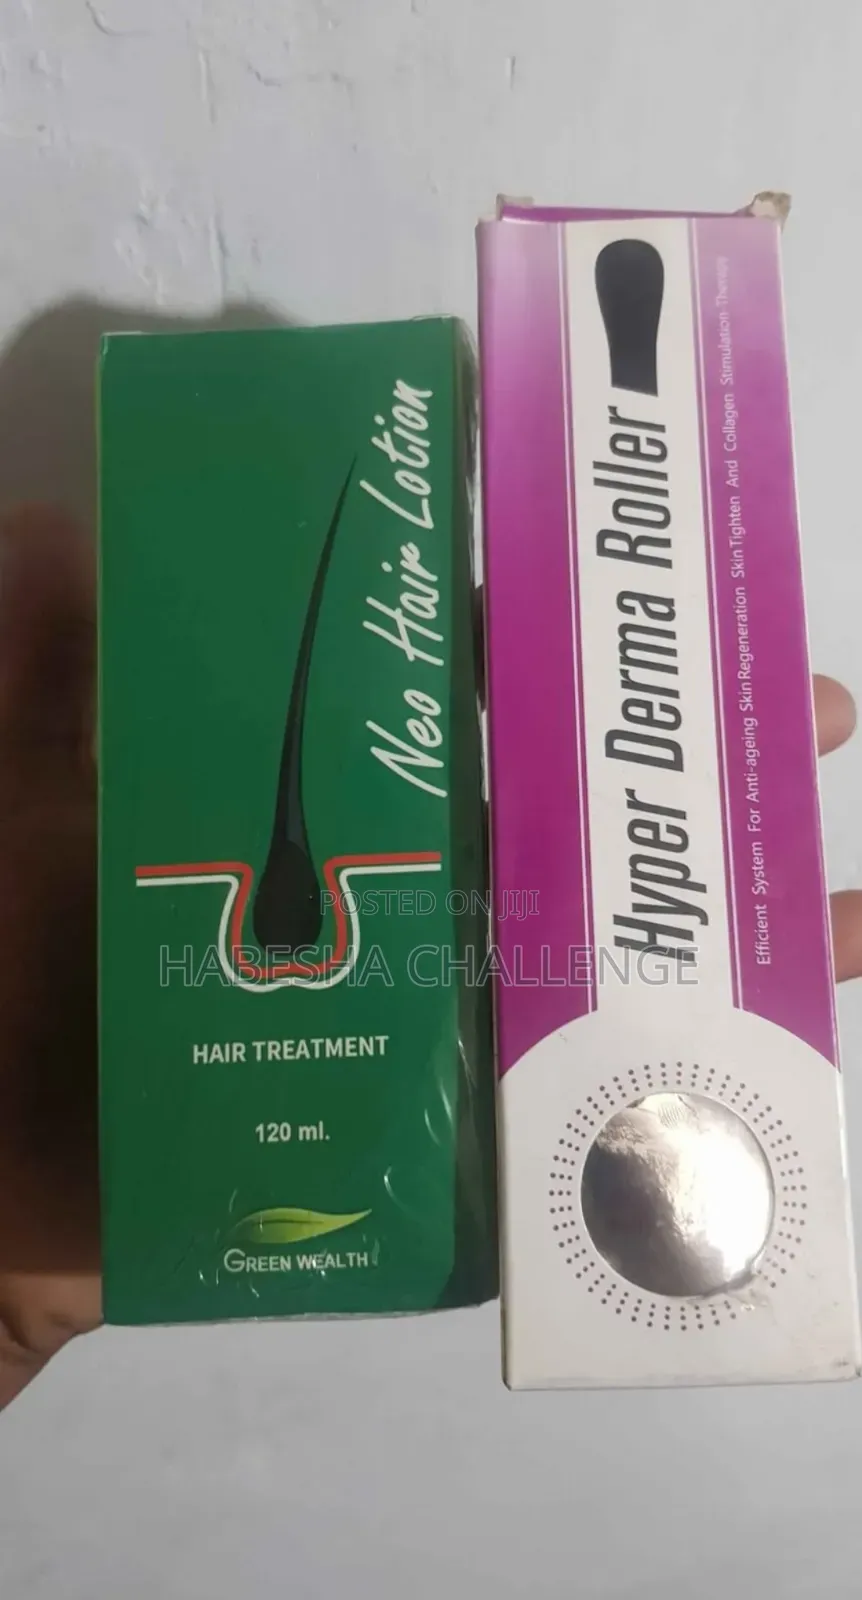 Neo Hair Lotion
HAIR TREATMENT
120 ml.
GREEN WEALTH
Hyper Derma Roller
Efficient System For Anti-ageing Skin Regeneration Skin Tighten And Collagen Stimulation Therapy
POSTED ON JIJI
HABESHA CHALLENGE